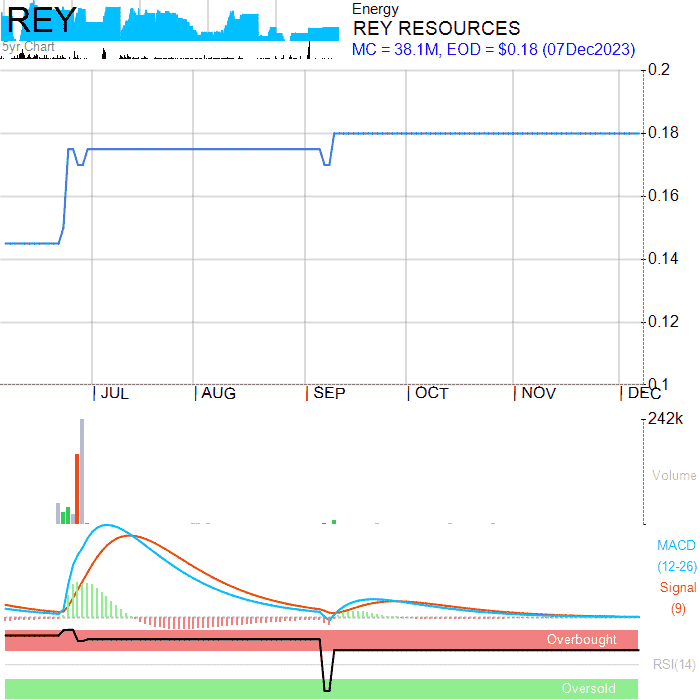 REY
5yr Chart
Energy
REY RESOURCES
MC = 38.1M, EOD = $0.18 (07Dec2023)
0.2
0.18
0.16
0.14
0.12
0.1
JUL AUG SEP OCT NOV DEC
242k
Volume
MACD
(12-26)
Signal
(9)
Overbought
RSI(14)
Oversold